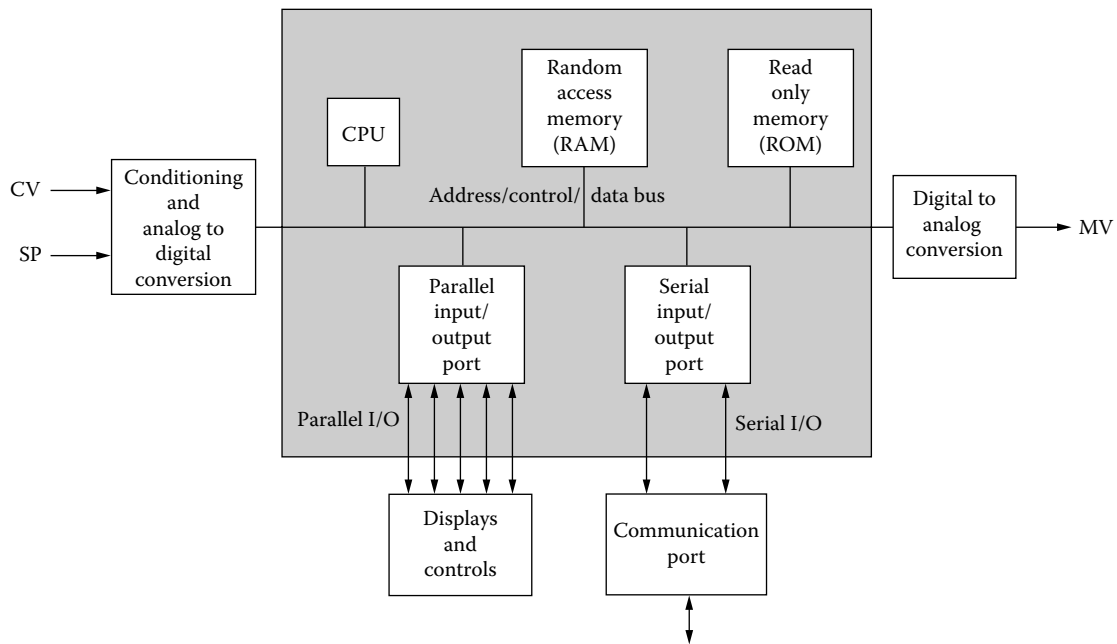 Random
access
memory
(RAM)
Read
only
memory
(ROM)
CPU
CV
SP
Conditioning
and
analog to
digital
conversion
Address/control/ data bus
Digital to
analog
conversion
MV
Parallel
input/
output
port
Serial
input/
output
port
Parallel I/O
Serial I/O
Displays
and
controls
Communication
port